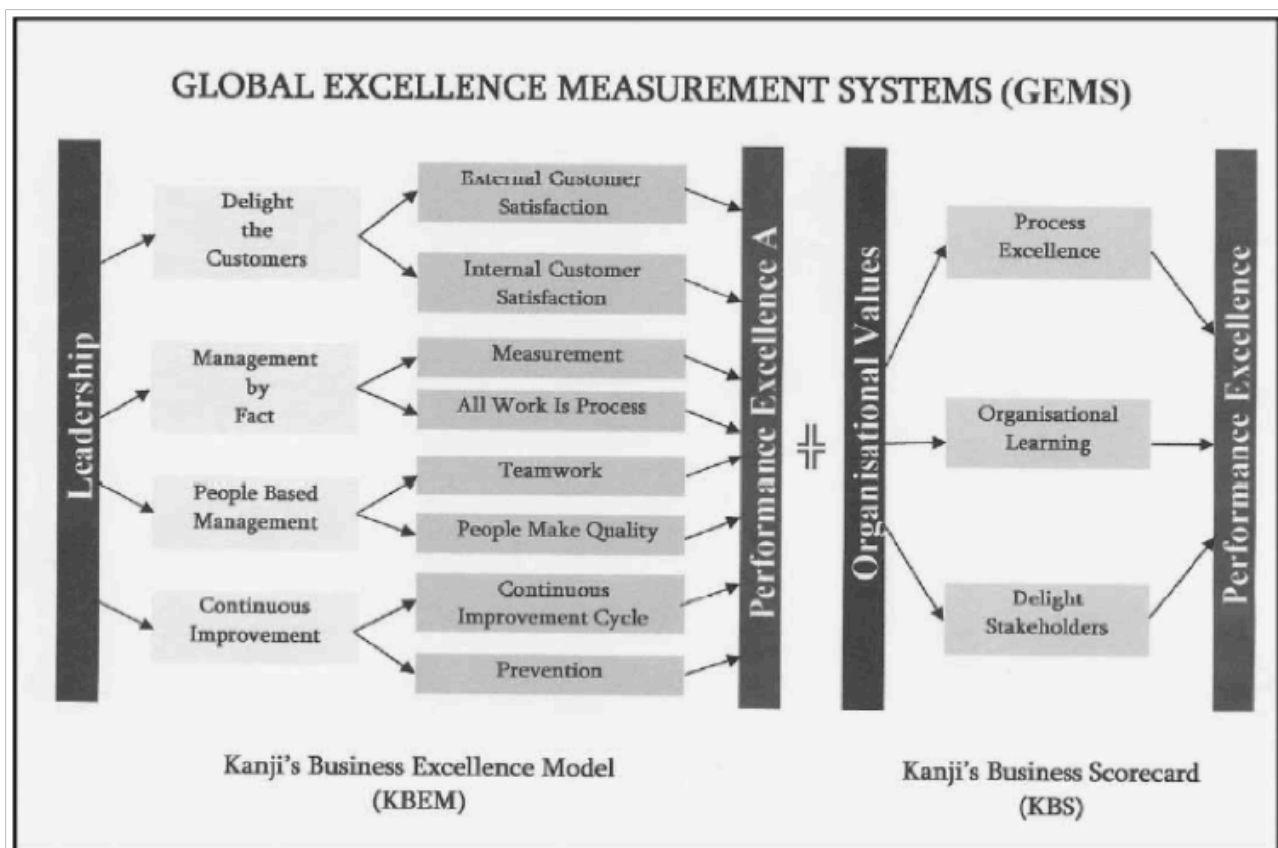 GLOBAL EXCELLENCE MEASUREMENT SYSTEMS (GEMS)
Leadership
Delight
the
Customers
Management
by
Fact
People Based
Management
Continuous
Improvement
External Customer
Satisfaction
Internal Customer
Satisfaction
Measurement
All Work Is Process
Teamwork
People Make Quality
Continuous
Improvement Cycle
Prevention
Performance Excellence A
Organisational Values
Process
Excellence
Organisational
Learning
Delight
Stakeholders
Performance Excellence
Kanji's Business Excellence Model
(KBEM)
Kanji's Business Scorecard
(KBS)